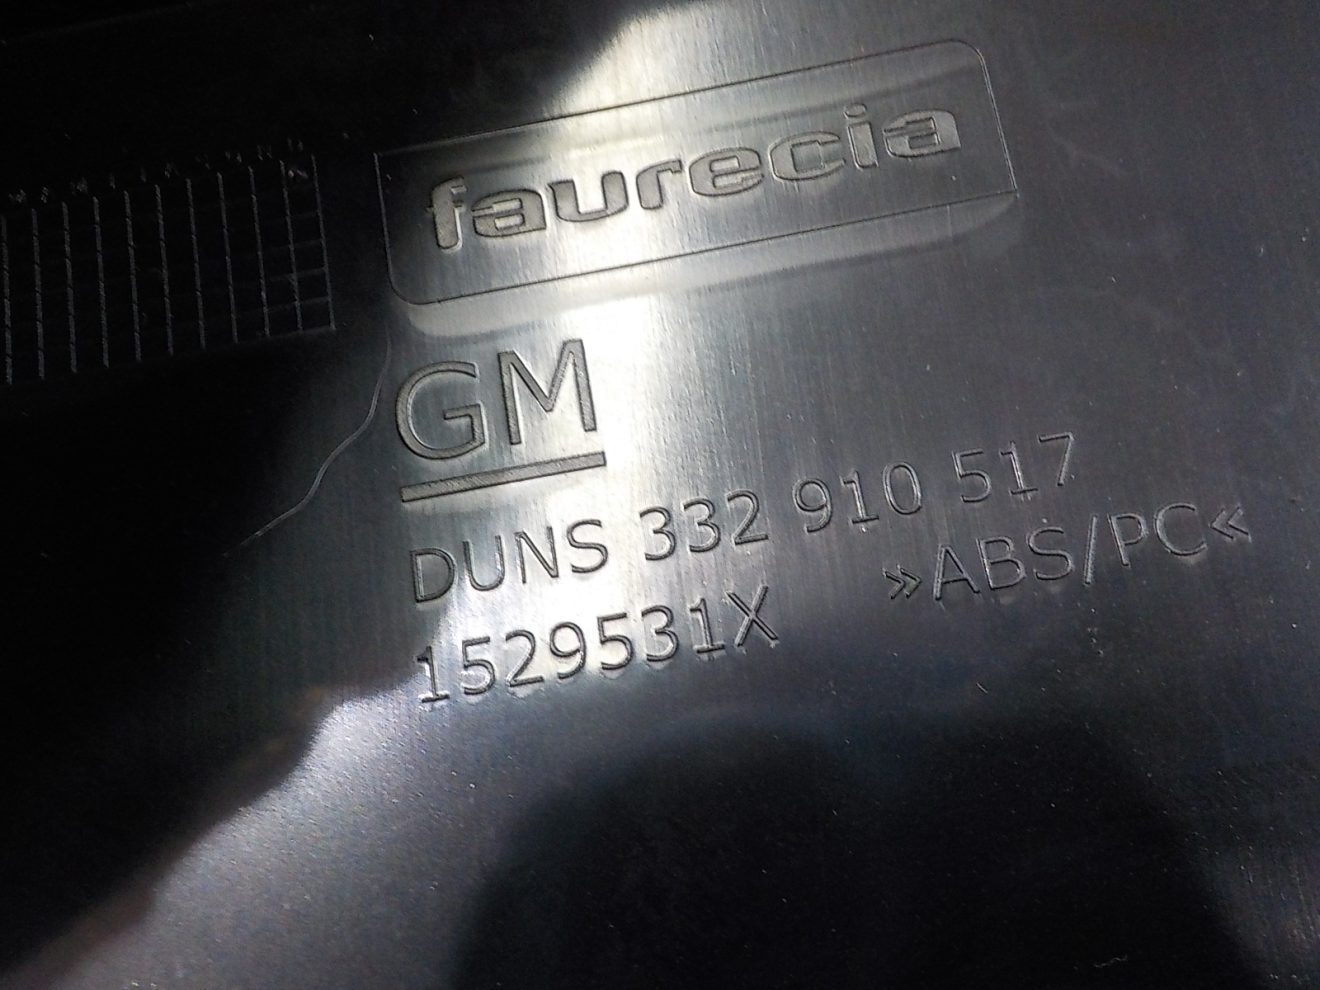 faurecia
GM
DUNS 332 910 517
»ABS/PC«
1529531X